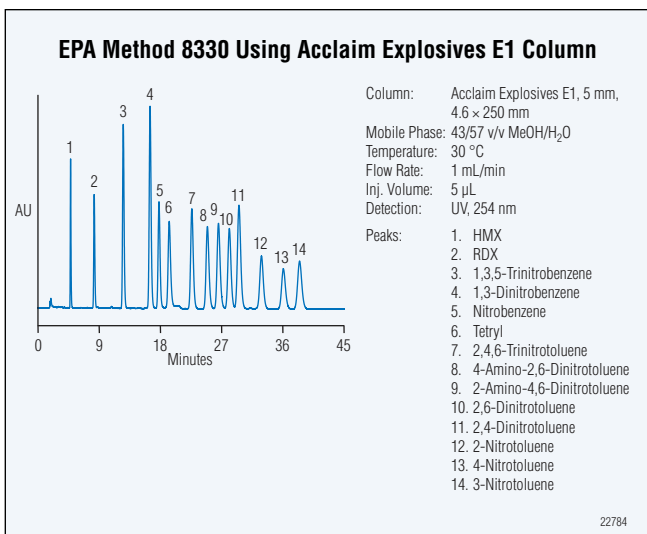 EPA Method 8330 Using Acclaim Explosives E1 Column
4
3
1
2
5
6
7
8
9
10
11
12
13
14
AU
0 9 18 27 36 45
Minutes
Column: Acclaim Explosives E1, 5 mm,
4.6 × 250 mm
Mobile Phase: 43/57 v/v MeOH/H₂O
Temperature: 30 °C
Flow Rate: 1 mL/min
Inj. Volume: 5 µL
Detection: UV, 254 nm
Peaks: 1. HMX
2. RDX
3. 1,3,5-Trinitrobenzene
4. 1,3-Dinitrobenzene
5. Nitrobenzene
6. Tetryl
7. 2,4,6-Trinitrotoluene
8. 4-Amino-2,6-Dinitrotoluene
9. 2-Amino-4,6-Dinitrotoluene
10. 2,6-Dinitrotoluene
11. 2,4-Dinitrotoluene
12. 2-Nitrotoluene
13. 4-Nitrotoluene
14. 3-Nitrotoluene
22784